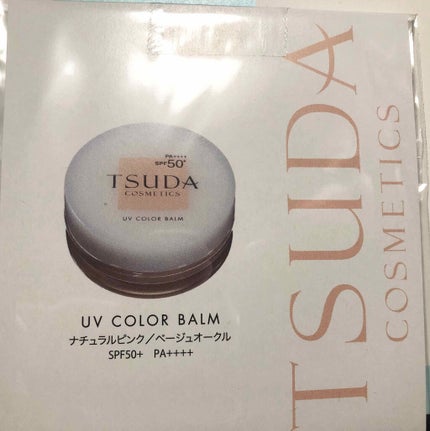 PA++++
SPF50+
TSUDA
COSMETICS
UV COLOR BALM
UV COLOR BALM
ナチュラルピンク／ベージュオークル
SPF50+ PA++++
TSUDA
COSMETICS